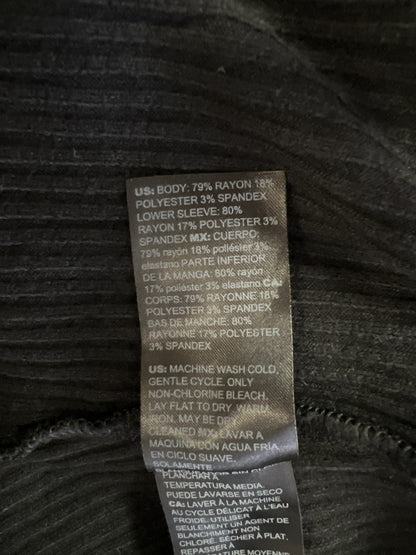 US: BODY: 79% RAYON 18%
POLYESTER 3% SPANDEX
LOWER SLEEVE: 80%
RAYON 17% POLYESTER 3%
SPANDEX MX: CUERPO:
79% rayón 18% poliéster 3%
elastano PARTE INFERIOR
DE LA MANGA: 80% rayón
17% poliéster 3% elastano CA:
CORPS: 79% RAYONNE 18%
POLYESTER 3% SPANDEX
BAS DE MANCHE: 80%
RAYONNE 17% POLYESTER
3% SPANDEX
US: MACHINE WASH COLD,
GENTLE CYCLE. ONLY
NON-CHLORINE BLEACH.
LAY FLAT TO DRY. WARM
IRON. MAY BE DRY
CLEANED MX: LAVAR A
MAQUINA CON AGUA FRÍA
EN CICLO SUAVE.
SOLAMENTE
PLANCHAR A
TEMPERATURA MEDIA.
PUEDE LAVARSE EN SECO
CA: LAVER À LA MACHINE
AU CYCLE DÉLICAT À L'EAU
FROIDE. UTILISER
SEULEMENT UN AGENT DE
BLANCHIMENT NON
CHLORÉ. SÉCHER À PLAT.
REPASSER À